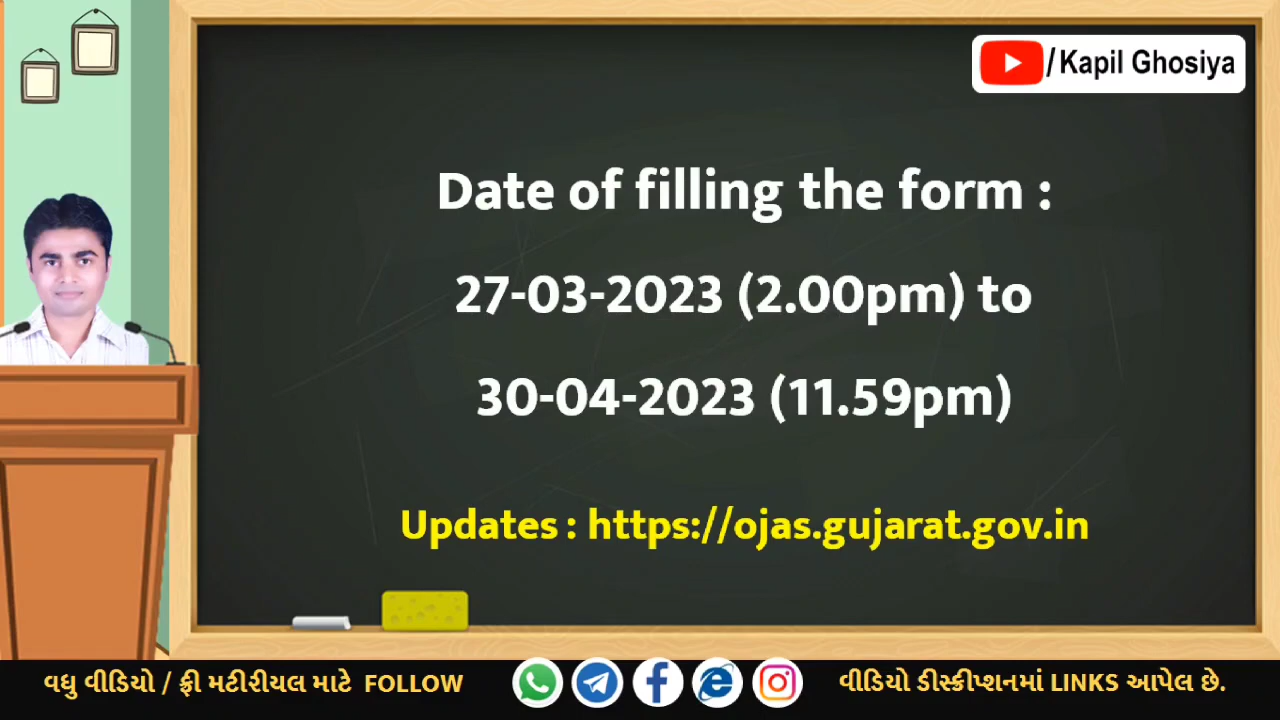 /Kapil Ghosiya
Date of filling the form :
27-03-2023 (2.00pm) to
30-04-2023 (11.59pm)
Updates : https://ojas.gujarat.gov.in
વધુ વીડિયો / ફ્રી મટીરીયલ માટે FOLLOW
વીડિયો ડીસ્ક્રીપ્શનમાં LINKS આપેલ છે.